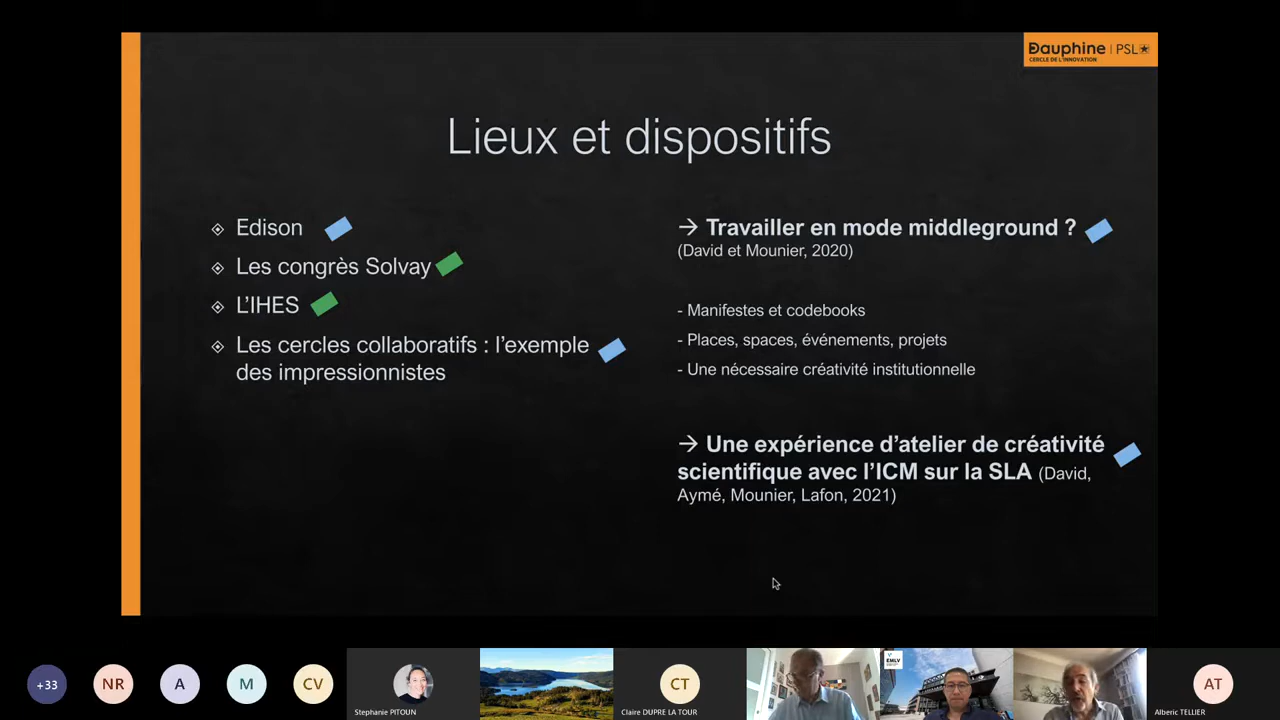 Dauphine | PSL
CERCLE DE L'INNOVATION
Lieux et dispositifs
Edison
Les congrès Solvay
L'IHES
Les cercles collaboratifs : l'exemple
des impressionnistes
→ Travailler en mode middleground ?
(David et Mounier, 2020)
- Manifestes et codebooks
- Places, spaces, événements, projets
- Une nécessaire créativité institutionnelle
→ Une expérience d'atelier de créativité
scientifique avec l'ICM sur la SLA (David,
Aymé, Mounier, Lafon, 2021)
+33
NR
A
M
CV
Stephanie PITOUN
CT
Claire DUPRE LA TOUR
EMLV
AT
Alberic TELLIER